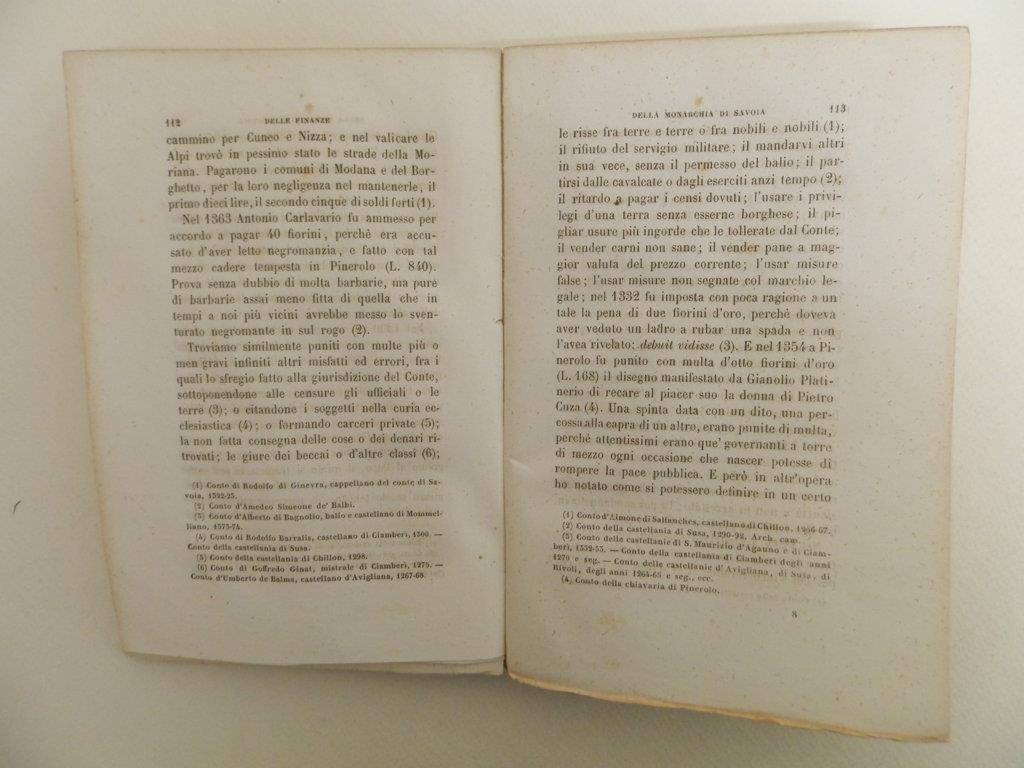 112 DELLE FINANZE
cammino per Cuneo e Nizza; e nel valicare le
Alpi trovò in pessimo stato le strade della Mo-
riana. Pagarono i comuni di Modana e del Bor-
ghetto, per la loro negligenza nel mantenerle, il
primo dieci lire, il secondo cinque di soldi forti (1).
Nel 1363 Antonio Carlavario fu ammesso per
accordo a pagar 40 fiorini, perchè era accu-
sato d'aver letto negromanzia, e fatto con tal
mezzo cadere tempesta in Pinerolo (L. 840).
Prova senza dubbio di molta barbarie, ma pure
di barbarie assai meno fitta di quella che in
tempi a noi più vicini avrebbe messo lo sven-
turato negromante in sul rogo (2).
Troviamo similmente puniti con multe più o
men gravi infiniti altri misfatti ed errori, fra i
quali lo sfregio fatto alla giurisdizione del Conte,
sottoponendone alle censure gli ufficiali o le
terre (3); o citandone i soggetti nella curia ec-
clesiastica (4); o formando carceri private (5);
la non fatta consegna delle cose o dei denari ri-
trovati; le giure dei beccai o d'altre classi (6);
(1) Conto di Rodolfo di Ginevra, cappellano del conte di Sa-
voia, 1392-25.
(2) Conto d'Amedeo Simeone de' Balbi.
(3) Conto d'Alberto di Bagnolio, balio e castellano di Mommel-
liano, 1373-74.
(4) Conto di Rodolfo Barralis, castellano di Ciamberi, 1300. —
Conto della castellania di Susa.
(5) Conto della castellania di Chillon, 1298.
(6) Conto di Goffredo Ginat, mistrale di Ciamberì, 1275. —
Conto d'Umberto de Balma, castellano d'Avigliana, 1267-68.
DELLA MONARCHIA DI SAVOIA 113
le risse fra terre e terre o fra nobili e nobili (1);
il rifiuto del servigio militare; il mandarvi altri
in sua vece, senza il permesso del balio; il par-
tirsi dalle cavalcate o dagli eserciti anzi tempo (2);
il ritardo a pagar i censi dovuti; l'usare i privi-
legi d'una terra senza esserne borghese; il pi-
gliar usure più ingorde che le tollerate dal Conte;
il vender carni non sane; il vender pane a mag-
gior valuta del prezzo corrente; l'usar misure
false; l'usar misure non segnate col marchio le-
gale; nel 1332 fu imposta con poca ragione a un
tale la pena di due fiorini d'oro, perchè doveva
aver veduto un ladro a rubar una spada e non
l'avea rivelato: debuit vidisse (3). E nel 1354 a Pi-
nerolo fu punito con multa d'otto fiorini d'oro
(L. 168) il disegno manifestato da Gianolio Plati-
nerio di recare al piacer suo la donna di Pietro
Cuza (4). Una spinta data con un dito, una per-
cossa alla capra di un altro, erano punite di multa,
perchè attentissimi erano que' governanti a torre
di mezzo ogni occasione che nascer potesse di
rompere la pace pubblica. E però in altr'opera
ho notato come si potessero definire in un certo
(1) Conto d'Aimone di Sallanches, castellano di Chillon, 1266-67.
(2) Conto della castellania di Susa, 1290-92, Arch. cam.
(3) Conto delle castellanie di S. Maurizio d'Agauno e di Ciam-
berì, 1332-33. — Conto della castellania di Ciamberì degli anni
1270 e seg. — Conto delle castellanie d'Avigliana, di Susa, di
Rivoli, degli anni 1264-65 e seg., ecc.
(4) Conto della chiavaria di Pinerolo.
8